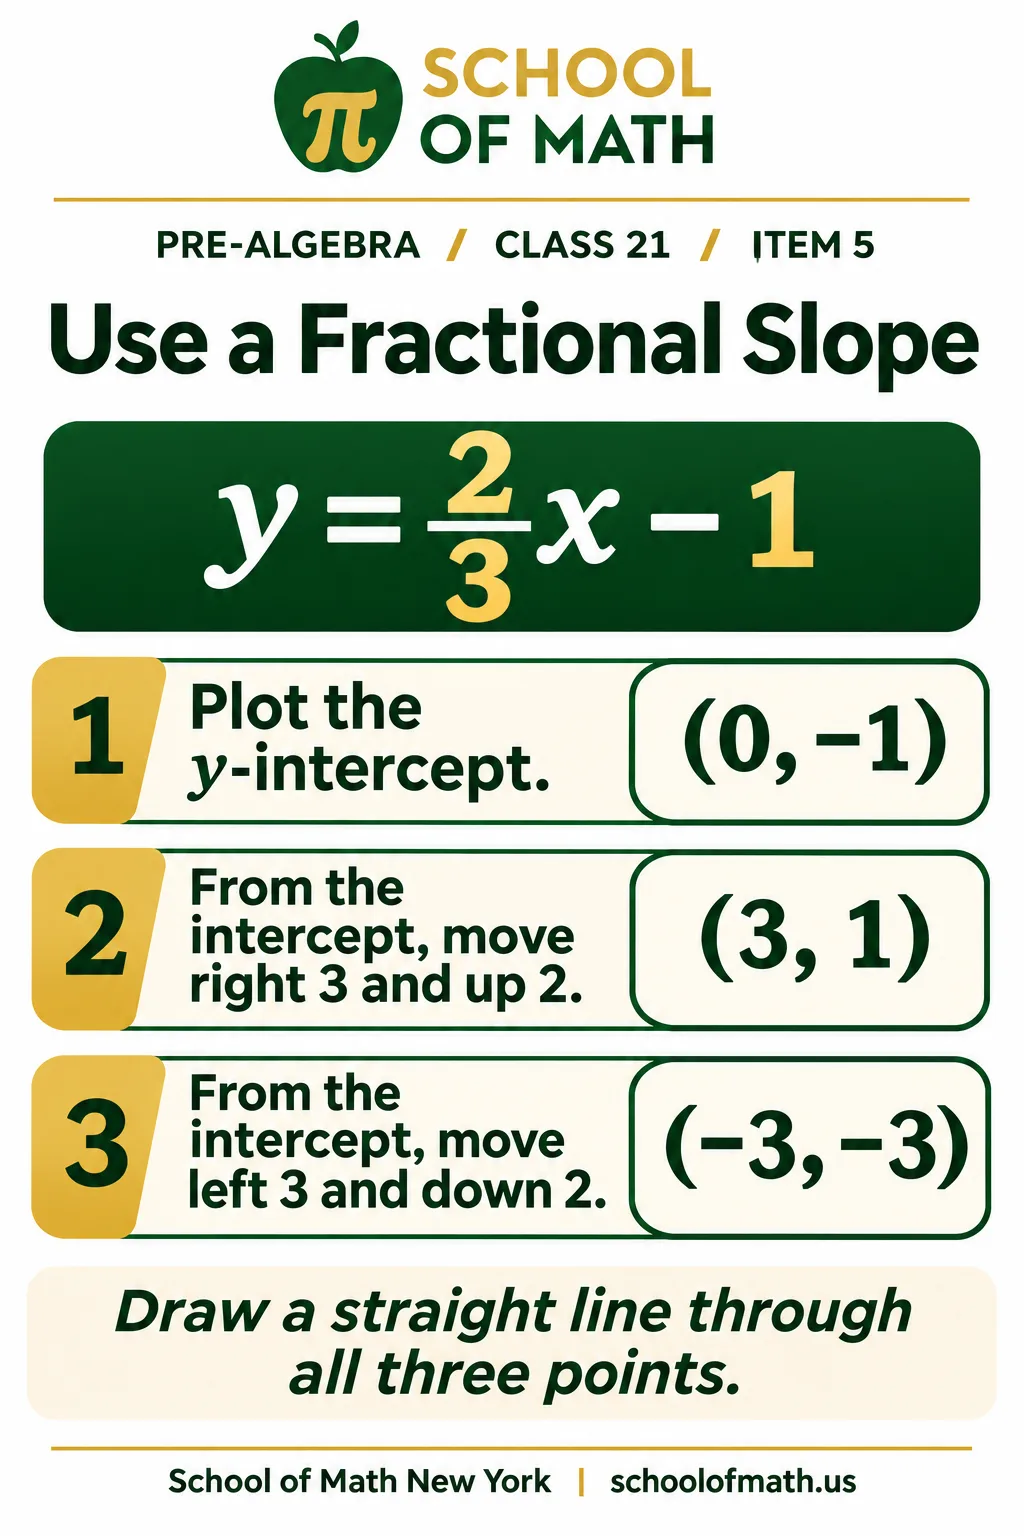 π
SCHOOL
OF MATH
PRE-ALGEBRA / CLASS 21 / ITEM 5
Use a Fractional Slope
y = 2/3 x − 1
1
Plot the
y-intercept.
(0, −1)
2
From the
intercept, move
right 3 and up 2.
(3, 1)
3
From the
intercept, move
left 3 and down 2.
(−3, −3)
Draw a straight line through
all three points.
School of Math New York | schoolofmath.us